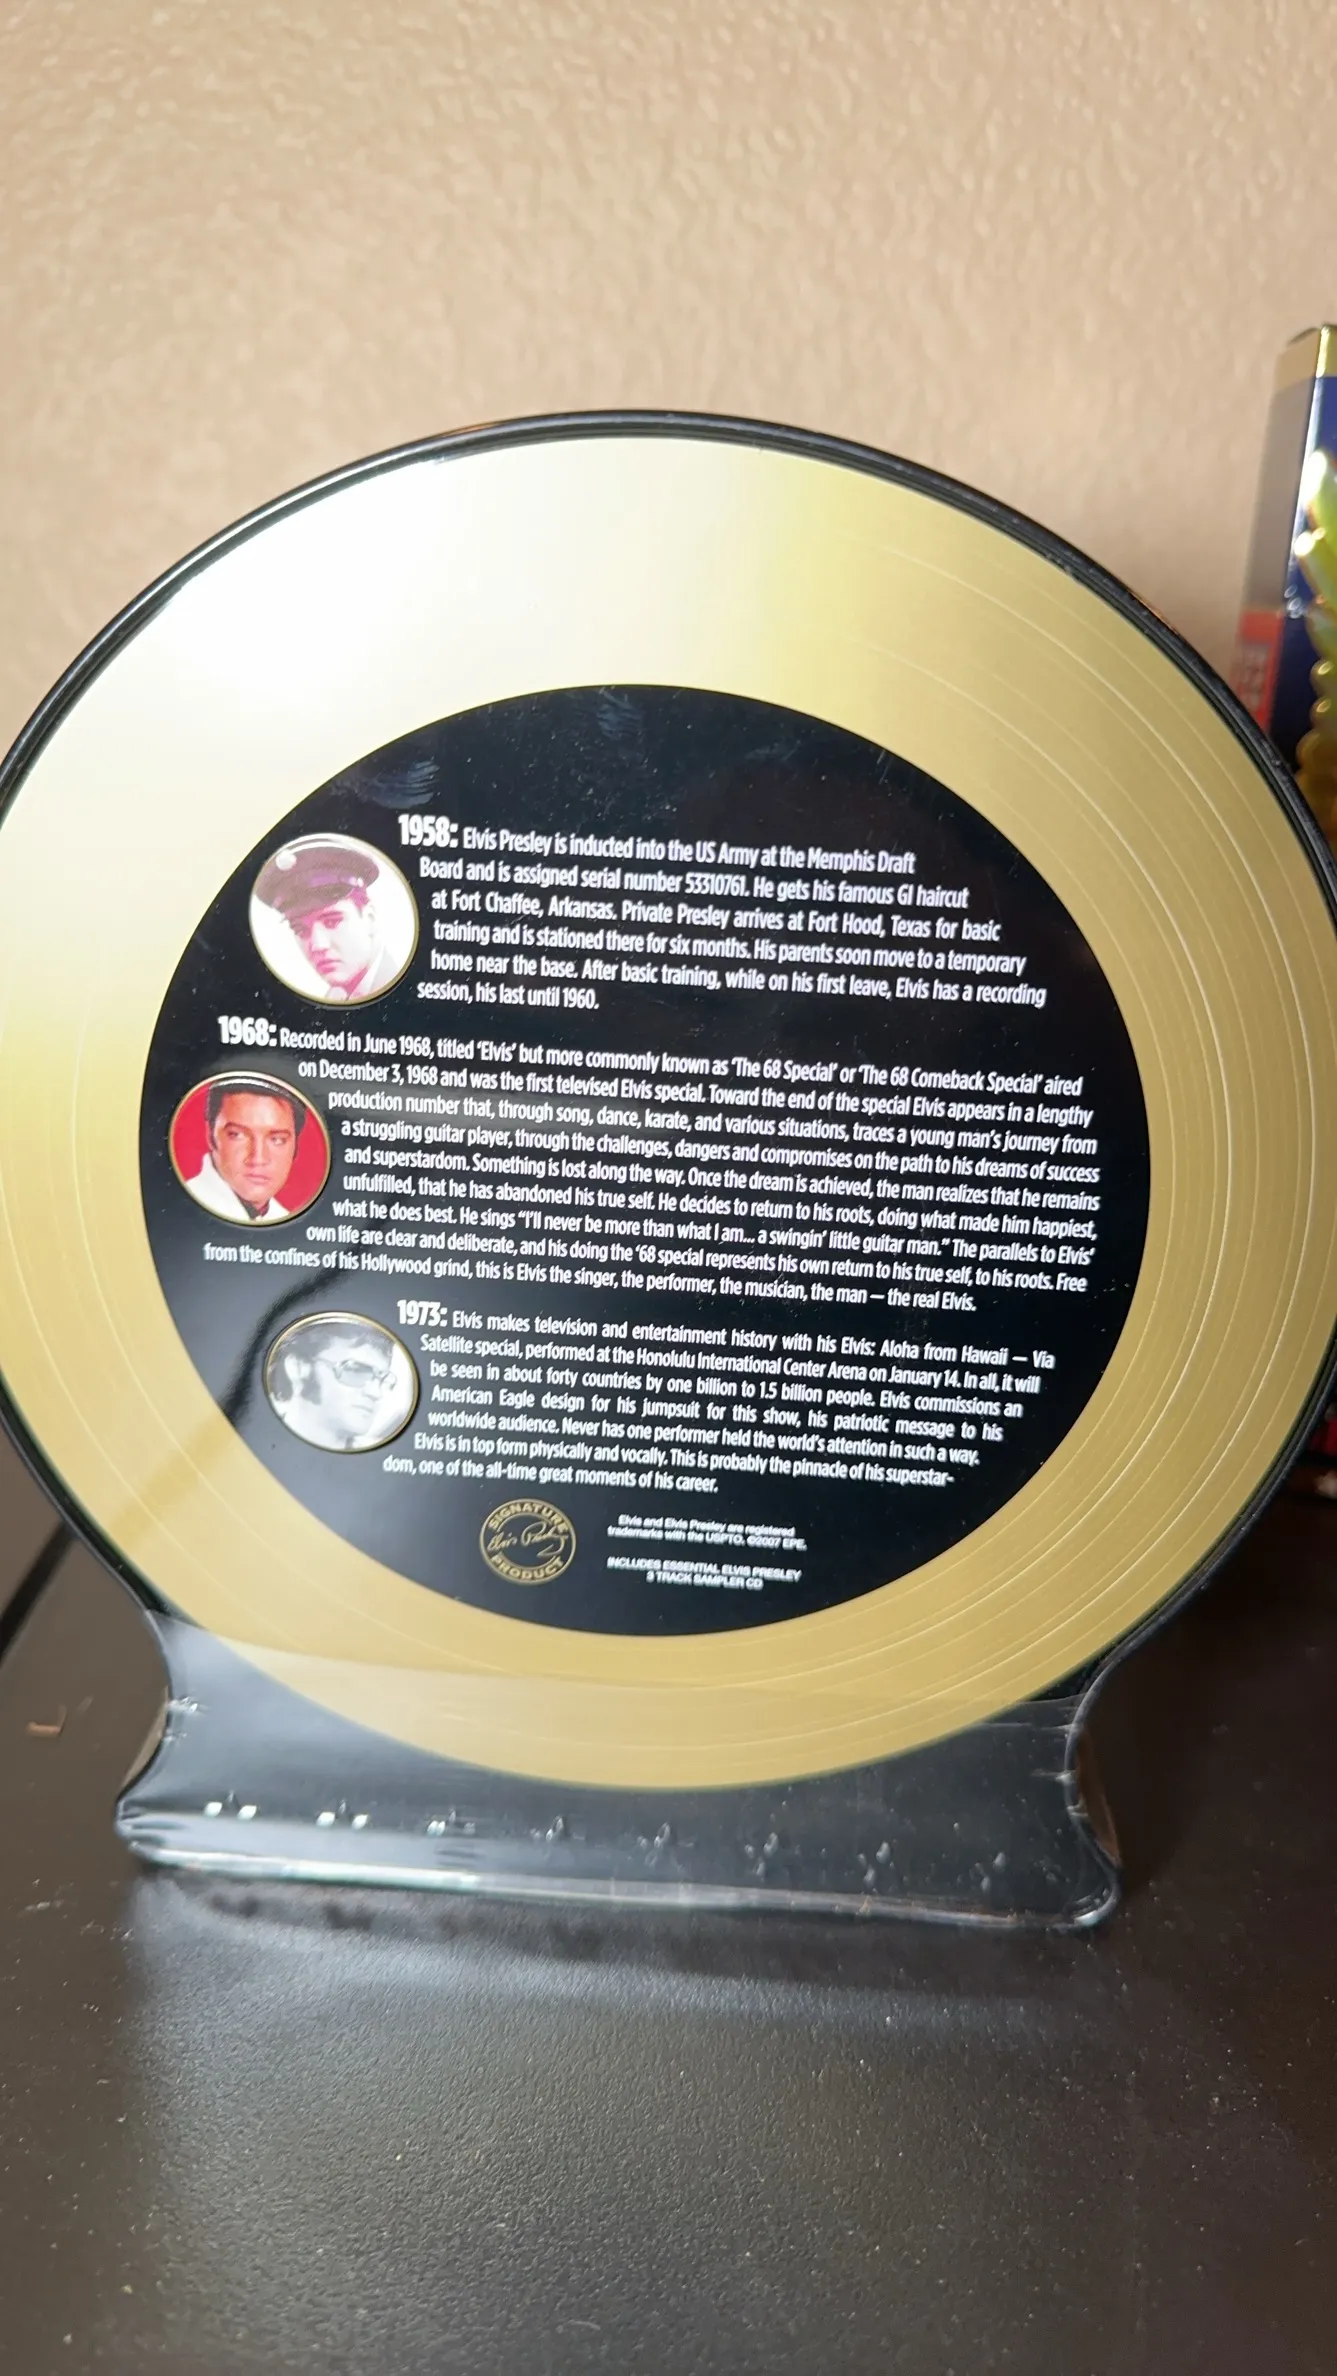 1958: Elvis Presley is inducted into the US Army at the Memphis Draft
Board and is assigned serial number 53310761. He gets his famous GI haircut
at Fort Chaffee, Arkansas. Private Presley arrives at Fort Hood, Texas for basic
training and is stationed there for six months. His parents soon move to a temporary
home near the base. After basic training, while on his first leave, Elvis has a recording
session, his last until 1960.
1968: Recorded in June 1968, titled 'Elvis' but more commonly known as 'The 68 Special' or 'The 68 Comeback Special' aired
on December 3, 1968 and was the first televised Elvis special. Toward the end of the special Elvis appears in a lengthy
production number that, through song, dance, karate, and various situations, traces a young man's journey from
a struggling guitar player, through the challenges, dangers and compromises on the path to his dreams of success
and superstardom. Something is lost along the way. Once the dream is achieved, the man realizes that he remains
unfulfilled, that he has abandoned his true self. He decides to return to his roots, doing what made him happiest,
what he does best. He sings "I'll never be more than what I am... a swingin' little guitar man." The parallels to Elvis'
own life are clear and deliberate, and his doing the '68 special represents his own return to his true self, to his roots. Free
from the confines of his Hollywood grind, this is Elvis the singer, the performer, the musician, the man — the real Elvis.
1973: Elvis makes television and entertainment history with his Elvis: Aloha from Hawaii — Via
Satellite special, performed at the Honolulu International Center Arena on January 14. In all, it will
be seen in about forty countries by one billion to 1.5 billion people. Elvis commissions an
American Eagle design for his jumpsuit for this show, his patriotic message to his
worldwide audience. Never has one performer held the world's attention in such a way.
Elvis is in top form physically and vocally. This is probably the pinnacle of his superstar-
dom, one of the all-time great moments of his career.
SIGNATURE
Elvis Presley
PRODUCT
Elvis and Elvis Presley are registered
trademarks with the USPTO. ©2007 EPE.
INCLUDES ESSENTIAL ELVIS PRESLEY
3 TRACK SAMPLER CD